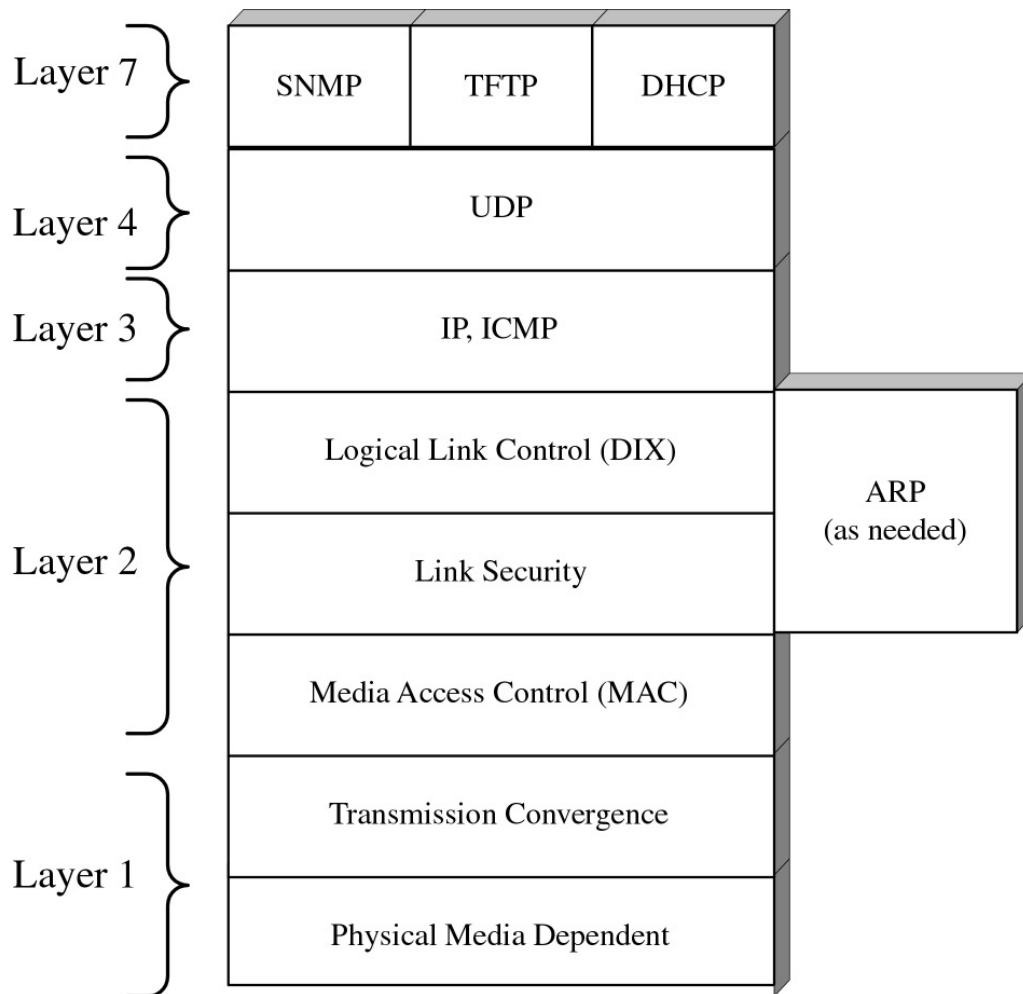 Layer 7
SNMP
TFTP
DHCP
Layer 4
UDP
Layer 3
IP, ICMP
Layer 2
Logical Link Control (DIX)
ARP
(as needed)
Link Security
Media Access Control (MAC)
Layer 1
Transmission Convergence
Physical Media Dependent